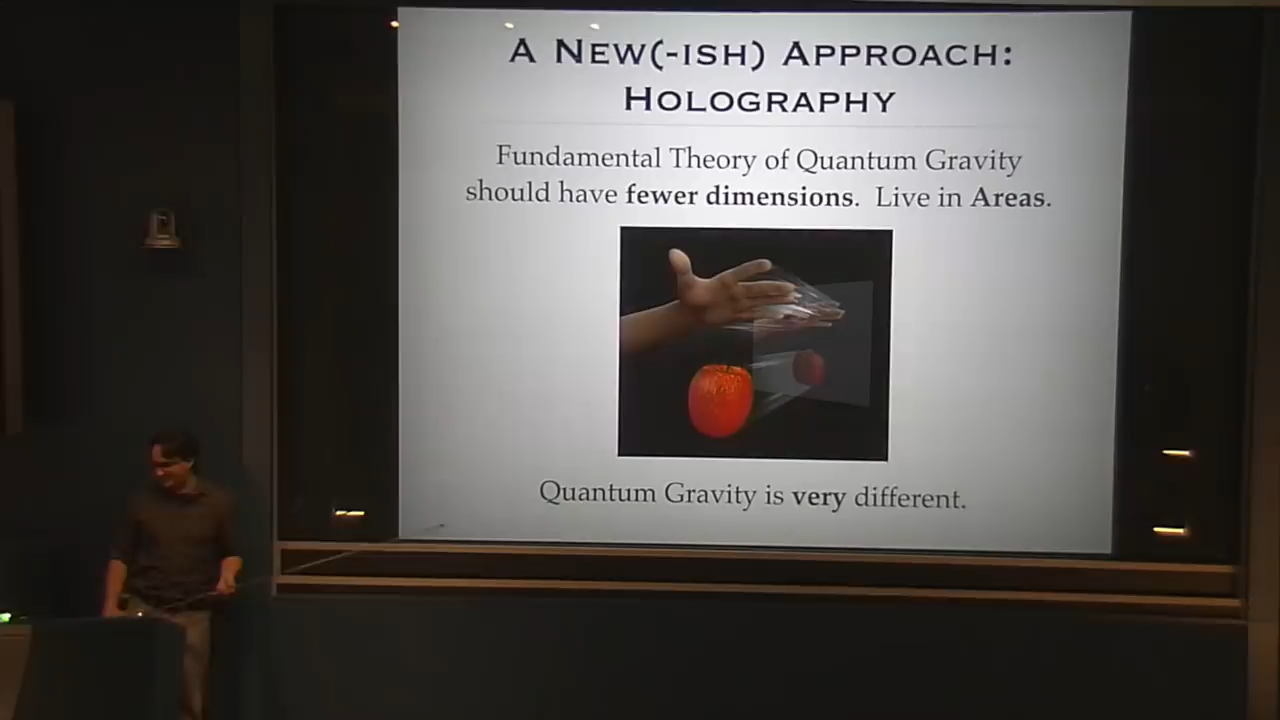 A New(-ish) Approach:
Holography
Fundamental Theory of Quantum Gravity
should have fewer dimensions. Live in Areas.
Quantum Gravity is very different.